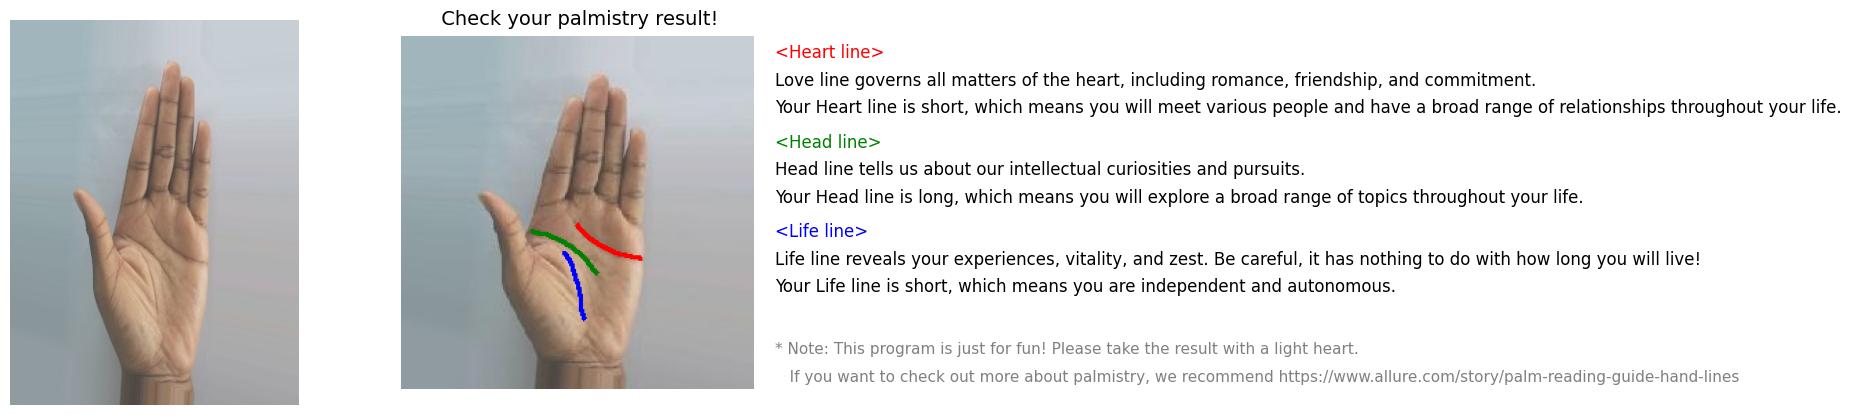 Check your palmistry result!
<Heart line>
Love line governs all matters of the heart, including romance, friendship, and commitment.
Your Heart line is short, which means you will meet various people and have a broad range of relationships throughout your life.
<Head line>
Head line tells us about our intellectual curiosities and pursuits.
Your Head line is long, which means you will explore a broad range of topics throughout your life.
<Life line>
Life line reveals your experiences, vitality, and zest. Be careful, it has nothing to do with how long you will live!
Your Life line is short, which means you are independent and autonomous.
* Note: This program is just for fun! Please take the result with a light heart.
If you want to check out more about palmistry, we recommend https://www.allure.com/story/palm-reading-guide-hand-lines